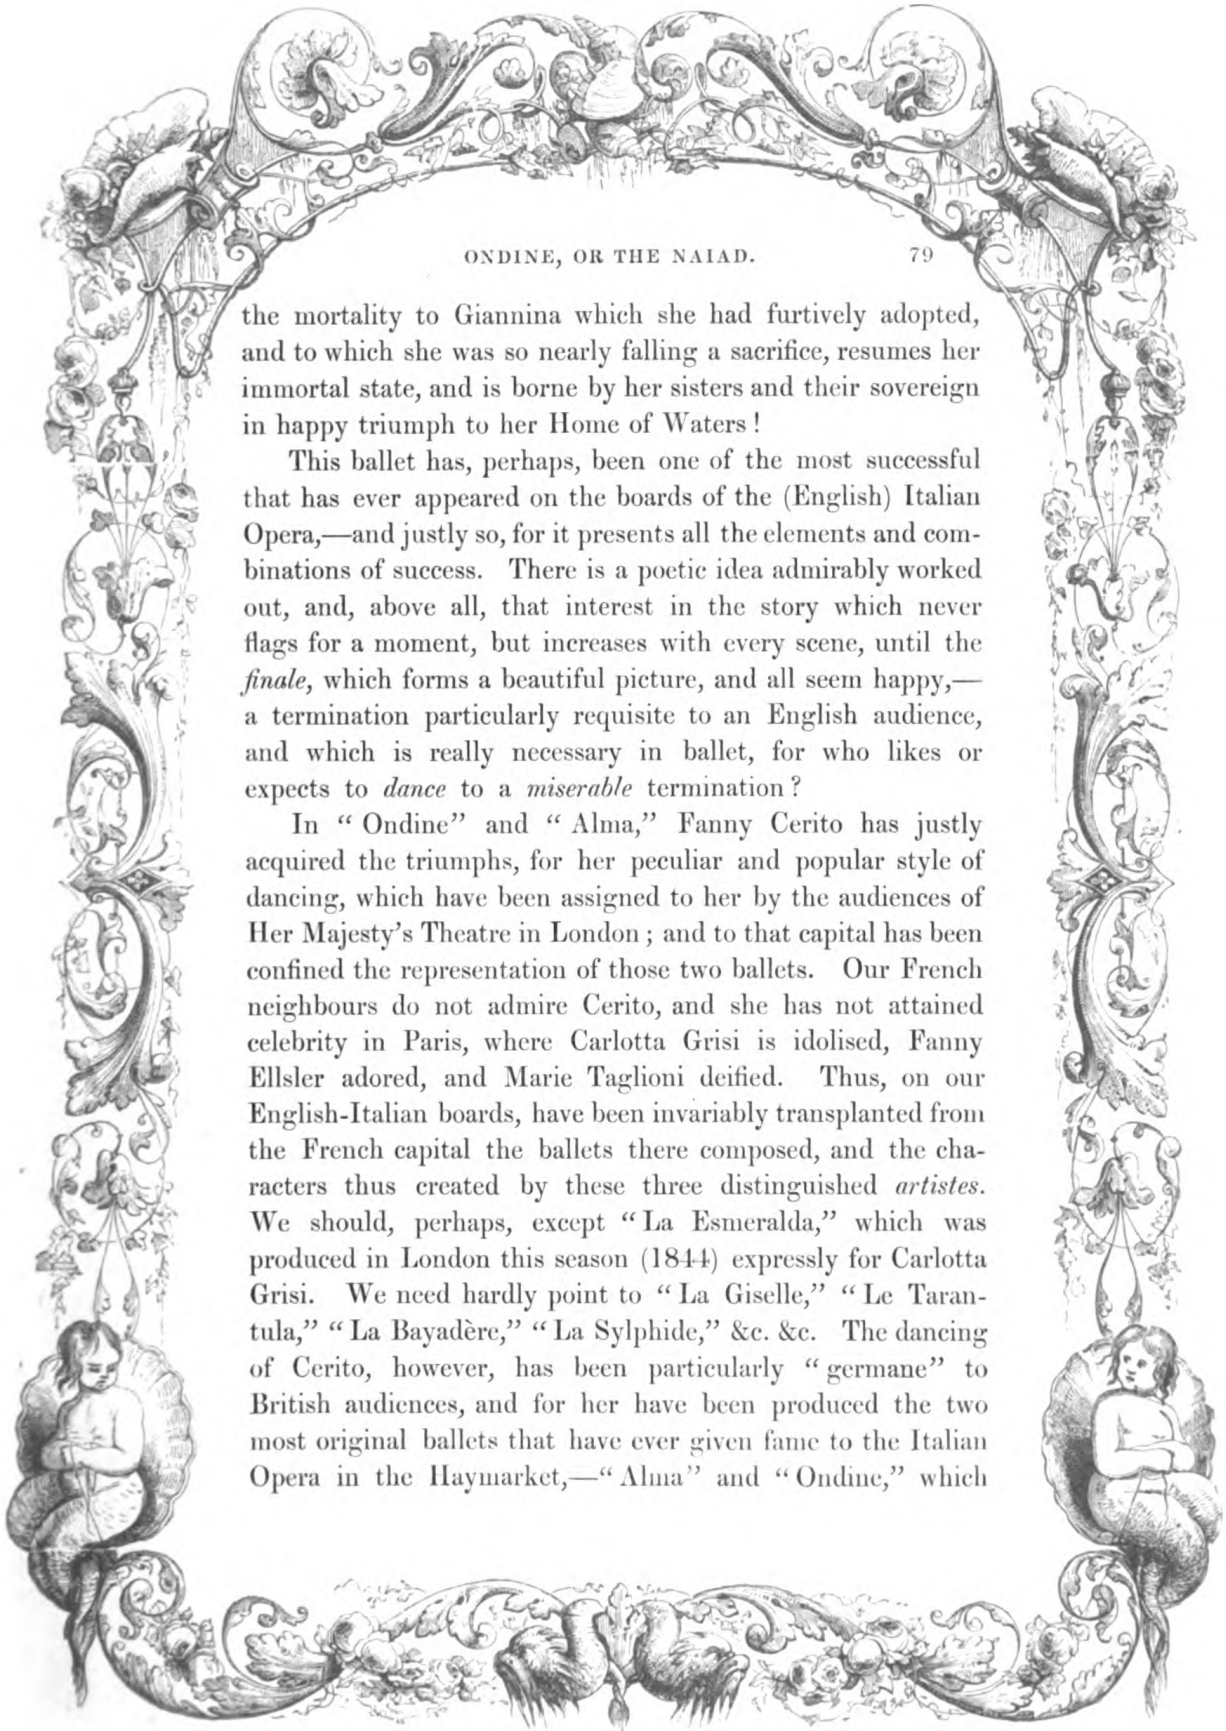 ONDINE, OR THE NAIAD. 79
the mortality to Giannina which she had furtively adopted,
and to which she was so nearly falling a sacrifice, resumes her
immortal state, and is borne by her sisters and their sovereign
in happy triumph to her Home of Waters !
This ballet has, perhaps, been one of the most successful
that has ever appeared on the boards of the (English) Italian
Opera,—and justly so, for it presents all the elements and com-
binations of success. There is a poetic idea admirably worked
out, and, above all, that interest in the story which never
flags for a moment, but increases with every scene, until the
finale, which forms a beautiful picture, and all seem happy,—
a termination particularly requisite to an English audience,
and which is really necessary in ballet, for who likes or
expects to dance to a miserable termination ?
In “ Ondine” and “ Alma,” Fanny Cerito has justly
acquired the triumphs, for her peculiar and popular style of
dancing, which have been assigned to her by the audiences of
Her Majesty’s Theatre in London ; and to that capital has been
confined the representation of those two ballets. Our French
neighbours do not admire Cerito, and she has not attained
celebrity in Paris, where Carlotta Grisi is idolised, Fanny
Ellsler adored, and Marie Taglioni deified. Thus, on our
English-Italian boards, have been invariably transplanted from
the French capital the ballets there composed, and the cha-
racters thus created by these three distinguished artistes.
We should, perhaps, except “ La Esmeralda,” which was
produced in London this season (1844) expressly for Carlotta
Grisi. We need hardly point to “ La Giselle,” “ Le Taran-
tula,” “ La Bayadère,” “ La Sylphide,” &c. &c. The dancing
of Cerito, however, has been particularly “ germane” to
British audiences, and for her have been produced the two
most original ballets that have ever given fame to the Italian
Opera in the Haymarket,—“ Alma” and “ Ondine,” which